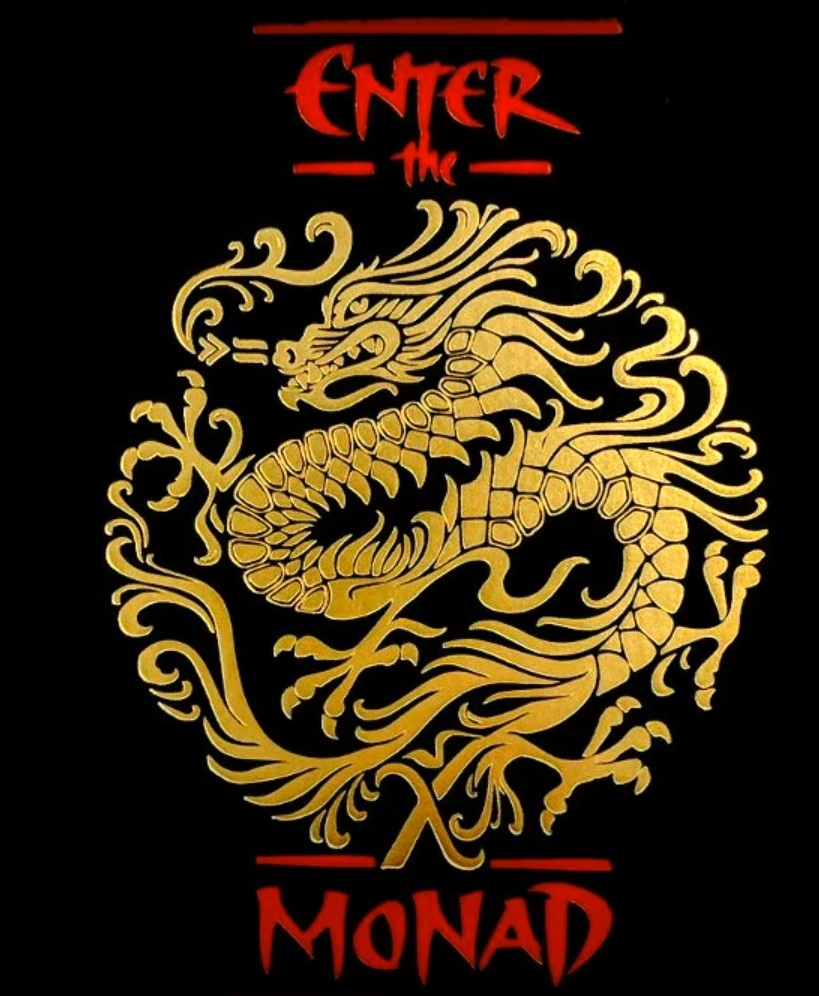 ENTER
the
>>=
λ
MONAD